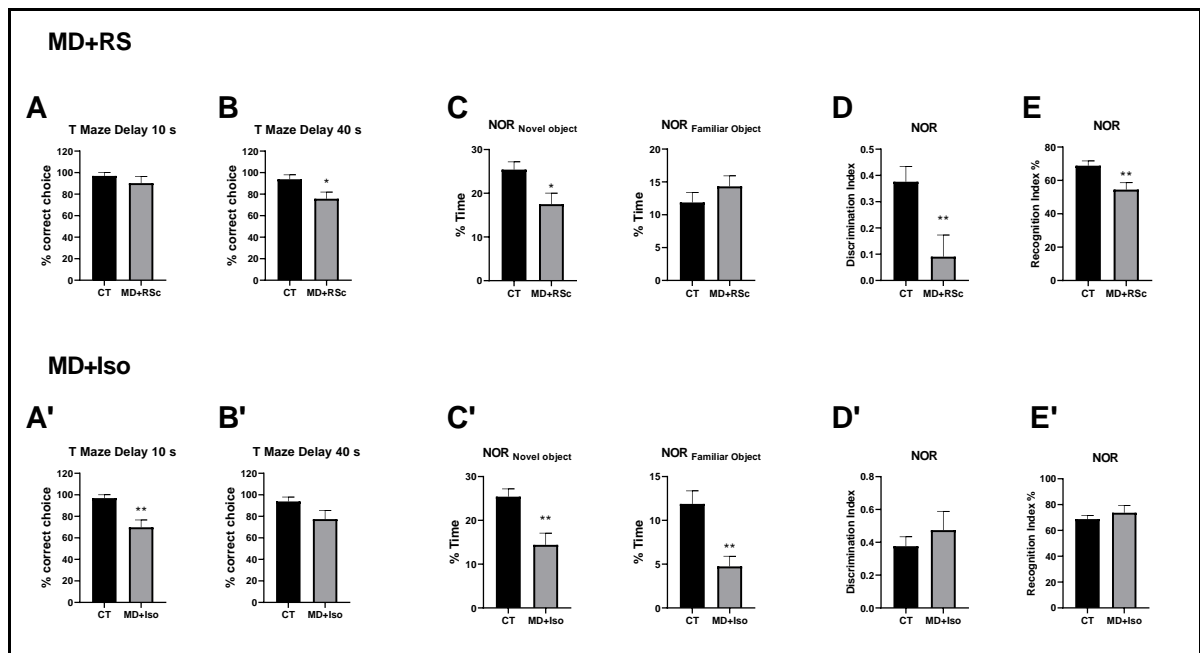 MD+RS
A
T Maze Delay 10 s
% correct choice
120
100
80
60
40
20
0
CT MD+RSc
B
T Maze Delay 40 s
% correct choice
120
100
80
60
40
20
0
*
CT MD+RSc
C
NOR Novel object
% Time
30
20
10
0
*
CT MD+RSc
NOR Familiar Object
% Time
20
15
10
5
0
CT MD+RSc
D
NOR
Discrimination Index
0.5
0.4
0.3
0.2
0.1
0.0
**
CT MD+RSc
E
NOR
Recognition Index %
80
60
40
20
0
**
CT MD+RSc
MD+Iso
A'
T Maze Delay 10 s
% correct choice
120
100
80
60
40
20
0
**
CT MD+Iso
B'
T Maze Delay 40 s
% correct choice
120
100
80
60
40
20
0
CT MD+Iso
C'
NOR Novel object
% Time
30
20
10
0
**
CT MD+Iso
NOR Familiar Object
% Time
15
10
5
0
**
CT MD+Iso
D'
NOR
Discrimination Index
0.8
0.6
0.4
0.2
0.0
CT MD+Iso
E'
NOR
Recognition Index %
100
80
60
40
20
0
CT MD+Iso